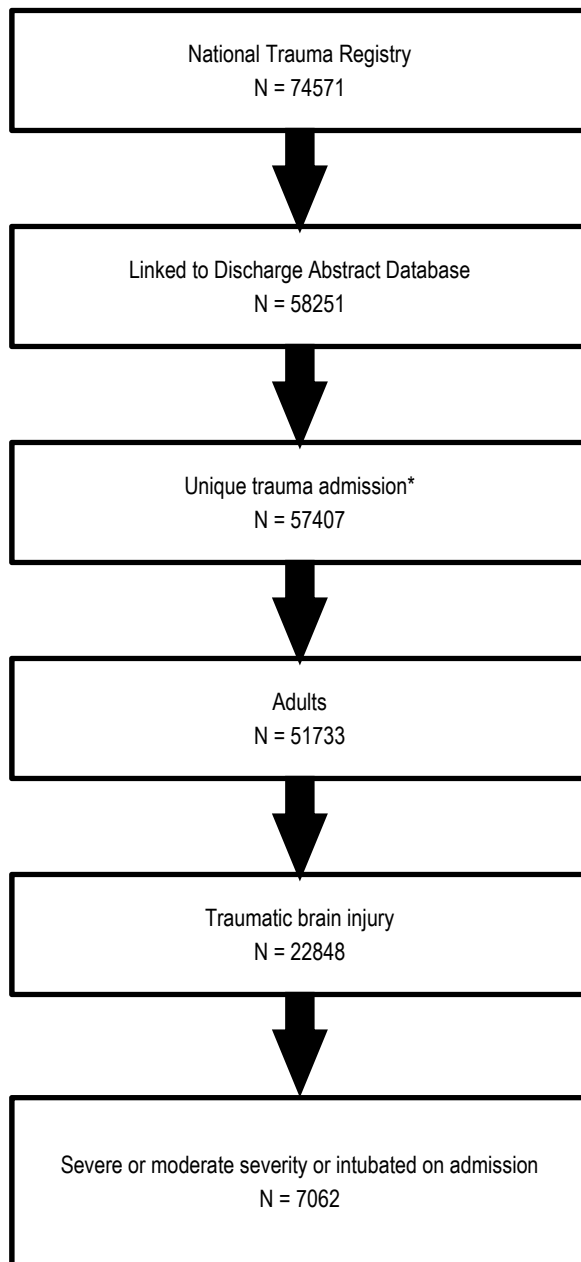 National Trauma Registry
N = 74571
Linked to Discharge Abstract Database
N = 58251
Unique trauma admission*
N = 57407
Adults
N = 51733
Traumatic brain injury
N = 22848
Severe or moderate severity or intubated on admission
N = 7062